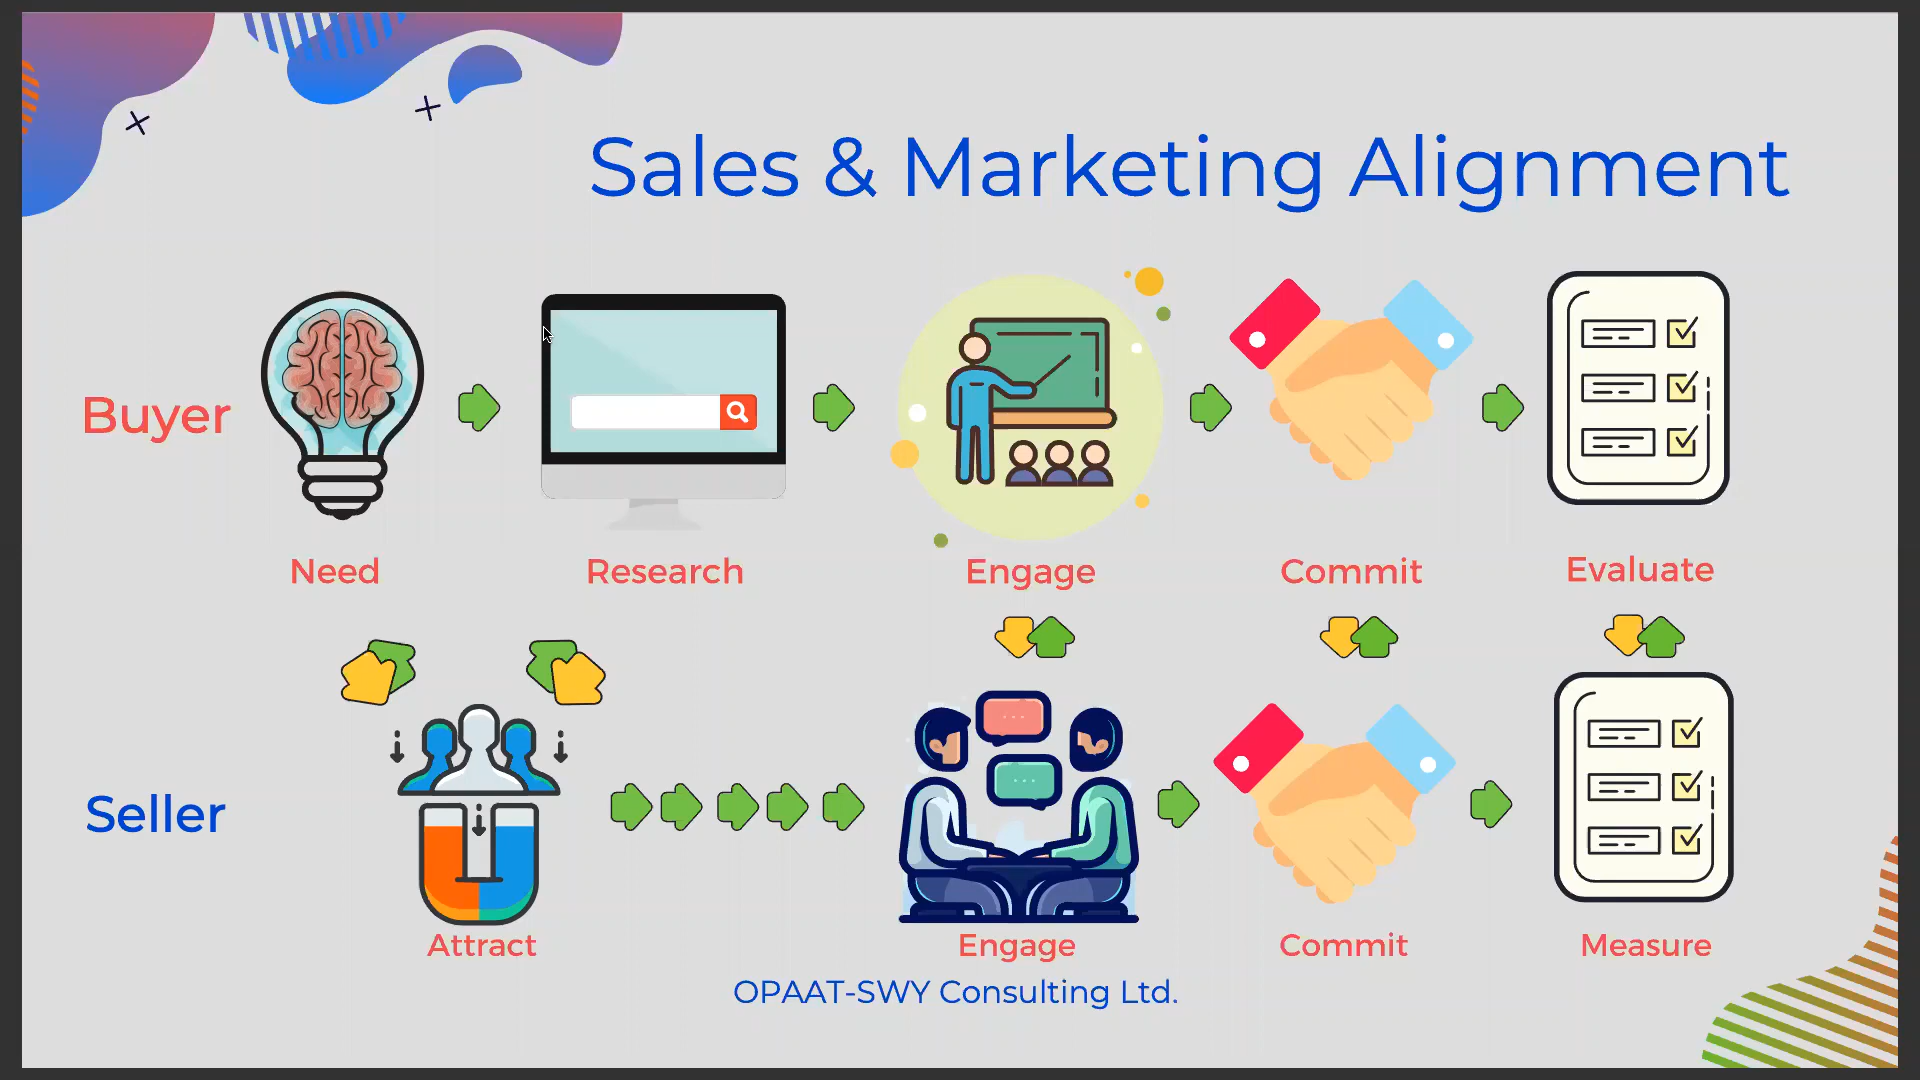 Sales & Marketing Alignment
Buyer
Need
Research
Engage
Commit
Evaluate
Seller
Attract
Engage
Commit
Measure
OPAAT-SWY Consulting Ltd.